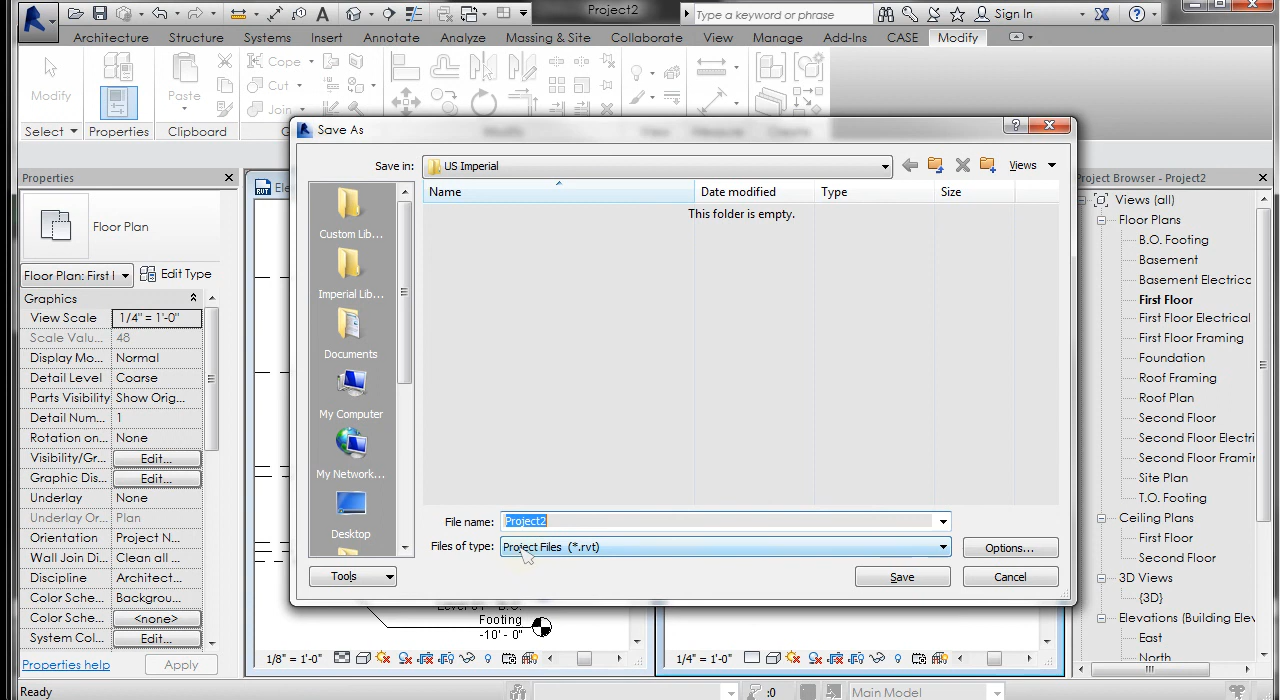 Project2
Type a keyword or phrase
Sign In
Architecture Structure Systems Insert Annotate Analyze Massing & Site Collaborate View Manage Add-Ins CASE Modify
Modify
Paste
Cope
Cut
Join
Select Properties Clipboard
Modify View Measure Create
Properties
Floor Plan
Floor Plan: First
Edit Type
Graphics
View Scale 1/4" = 1'-0"
Scale Valu... 48
Display Mo... Normal
Detail Level Coarse
Parts Visibility Show Orig...
Detail Num... 1
Rotation on... None
Visibility/Gr... Edit...
Graphic Dis... Edit...
Underlay None
Underlay Or... Plan
Orientation Project N...
Wall Join Di... Clean all ...
Discipline Architect...
Color Sche... Backgrou...
Color Sche... <none>
System Col... Edit...
Properties help
Apply
Ready
Save As
Save in: US Imperial
Views
Name Date modified Type Size
This folder is empty.
Custom Lib...
Imperial Lib...
Documents
My Computer
My Network...
Desktop
File name: Project2
Files of type: Project Files (*.rvt)
Options...
Tools
Save
Cancel
Footing
-10' - 0"
1/8" = 1'-0"
1/4" = 1'-0"
:0
Main Model
Project Browser - Project2
Views (all)
Floor Plans
B.O. Footing
Basement
Basement Electrica
First Floor
First Floor Electrical
First Floor Framing
Foundation
Roof Framing
Roof Plan
Second Floor
Second Floor Electri
Second Floor Framir
Site Plan
T.O. Footing
Ceiling Plans
First Floor
Second Floor
3D Views
{3D}
Elevations (Building Elev
East
North